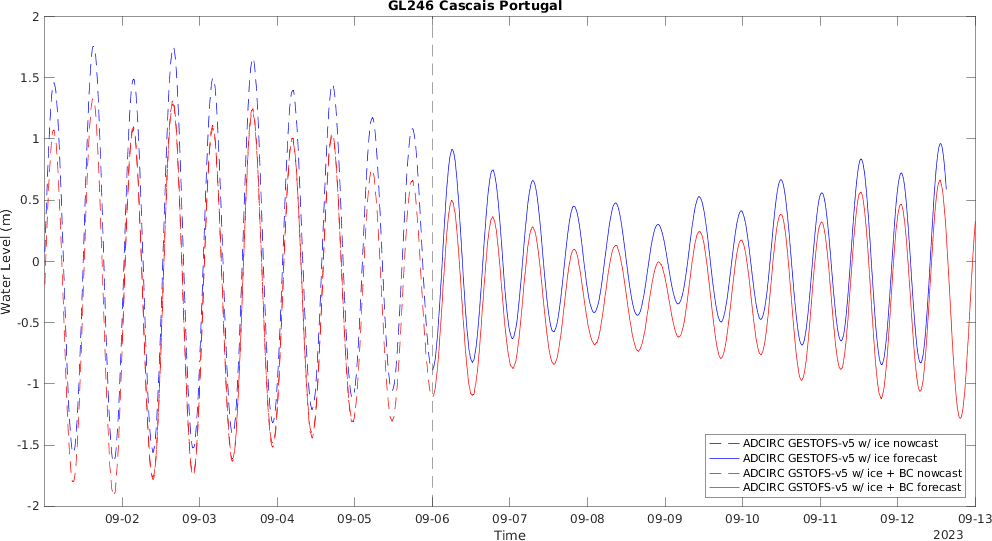 GL246 Cascais Portugal
2
1.5
1
0.5
0
-0.5
-1
-1.5
-2
Water Level (m)
ADCIRC GESTOFS-v5 w/ ice nowcast
ADCIRC GESTOFS-v5 w/ ice forecast
ADCIRC GSTOFS-v5 w/ ice + BC nowcast
ADCIRC GSTOFS-v5 w/ ice + BC forecast
09-02 09-03 09-04 09-05 09-06 09-07 09-08 09-09 09-10 09-11 09-12 09-13
Time
2023